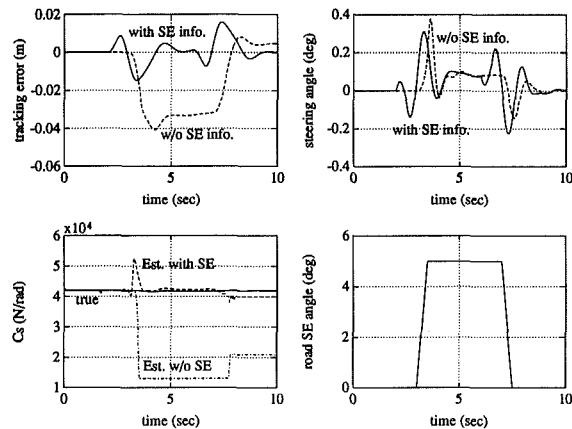 0.02
0
-0.02
-0.04
-0.06
tracking error (m)
with SE info.
w/o SE info.
0
5
10
time (sec)
0.4
0.2
0
-0.2
-0.4
steering angle (deg)
w/o SE info.
with SE info.
0
5
10
time (sec)
x10⁴
6
5
4
3
2
1
Cs (N/rad)
Est. with SE
true
Est. w/o SE
0
5
10
time (sec)
6
4
2
0
road SE angle (deg)
0
5
10
time (sec)